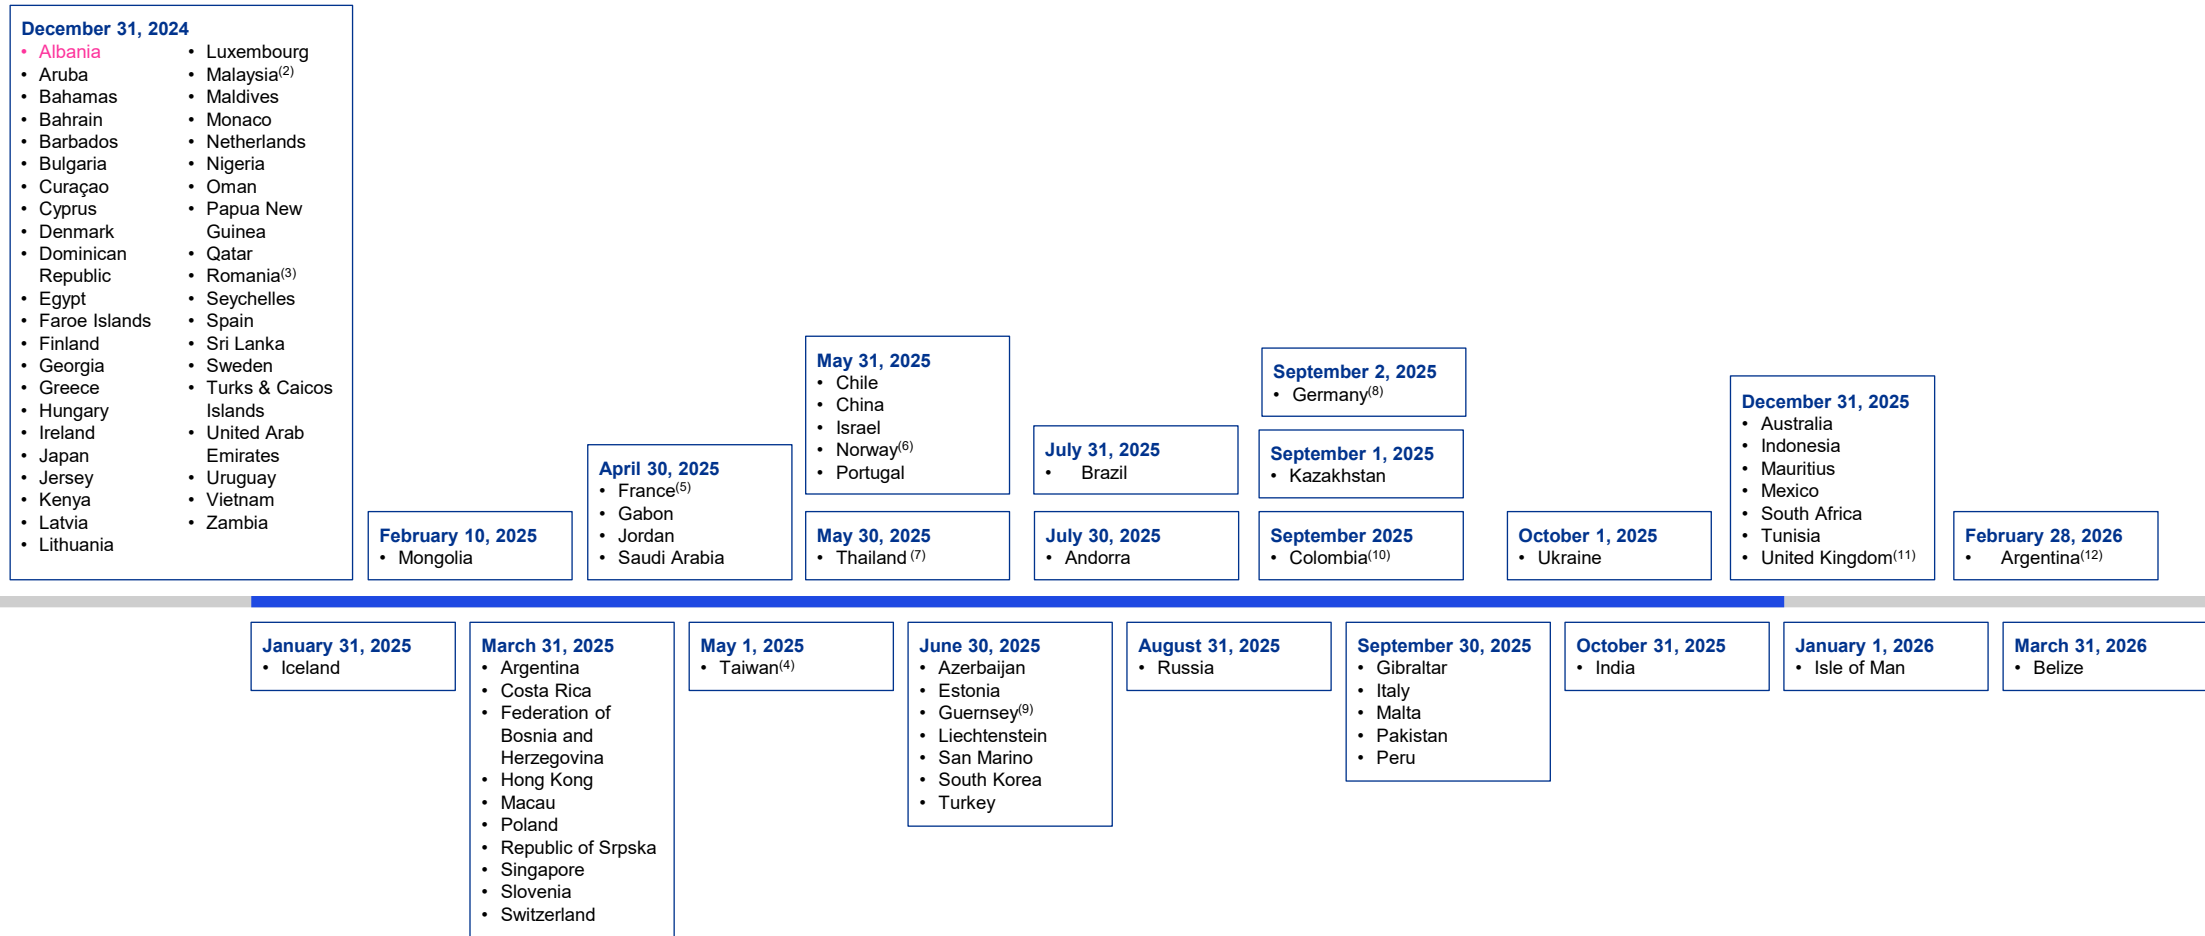 December 31, 2024
• Albania
• Aruba
• Bahamas
• Bahrain
• Barbados
• Bulgaria
• Curaçao
• Cyprus
• Denmark
• Dominican
Republic
• Egypt
• Faroe Islands
• Finland
• Georgia
• Greece
• Hungary
• Ireland
• Japan
• Jersey
• Kenya
• Latvia
• Lithuania
• Luxembourg
• Malaysia(2)
• Maldives
• Monaco
• Netherlands
• Nigeria
• Oman
• Papua New
Guinea
• Qatar
• Romania(3)
• Seychelles
• Spain
• Sri Lanka
• Sweden
• Turks & Caicos
Islands
• United Arab
Emirates
• Uruguay
• Vietnam
• Zambia
February 10, 2025
• Mongolia
April 30, 2025
• France(5)
• Gabon
• Jordan
• Saudi Arabia
May 31, 2025
• Chile
• China
• Israel
• Norway(6)
• Portugal
May 30, 2025
• Thailand (7)
July 31, 2025
• Brazil
July 30, 2025
• Andorra
September 2, 2025
• Germany(8)
September 1, 2025
• Kazakhstan
September 2025
• Colombia(10)
October 1, 2025
• Ukraine
December 31, 2025
• Australia
• Indonesia
• Mauritius
• Mexico
• South Africa
• Tunisia
• United Kingdom(11)
February 28, 2026
• Argentina(12)
January 31, 2025
• Iceland
March 31, 2025
• Argentina
• Costa Rica
• Federation of
Bosnia and
Herzegovina
• Hong Kong
• Macau
• Poland
• Republic of Srpska
• Singapore
• Slovenia
• Switzerland
May 1, 2025
• Taiwan(4)
June 30, 2025
• Azerbaijan
• Estonia
• Guernsey(9)
• Liechtenstein
• San Marino
• South Korea
• Turkey
August 31, 2025
• Russia
September 30, 2025
• Gibraltar
• Italy
• Malta
• Pakistan
• Peru
October 31, 2025
• India
January 1, 2026
• Isle of Man
March 31, 2026
• Belize